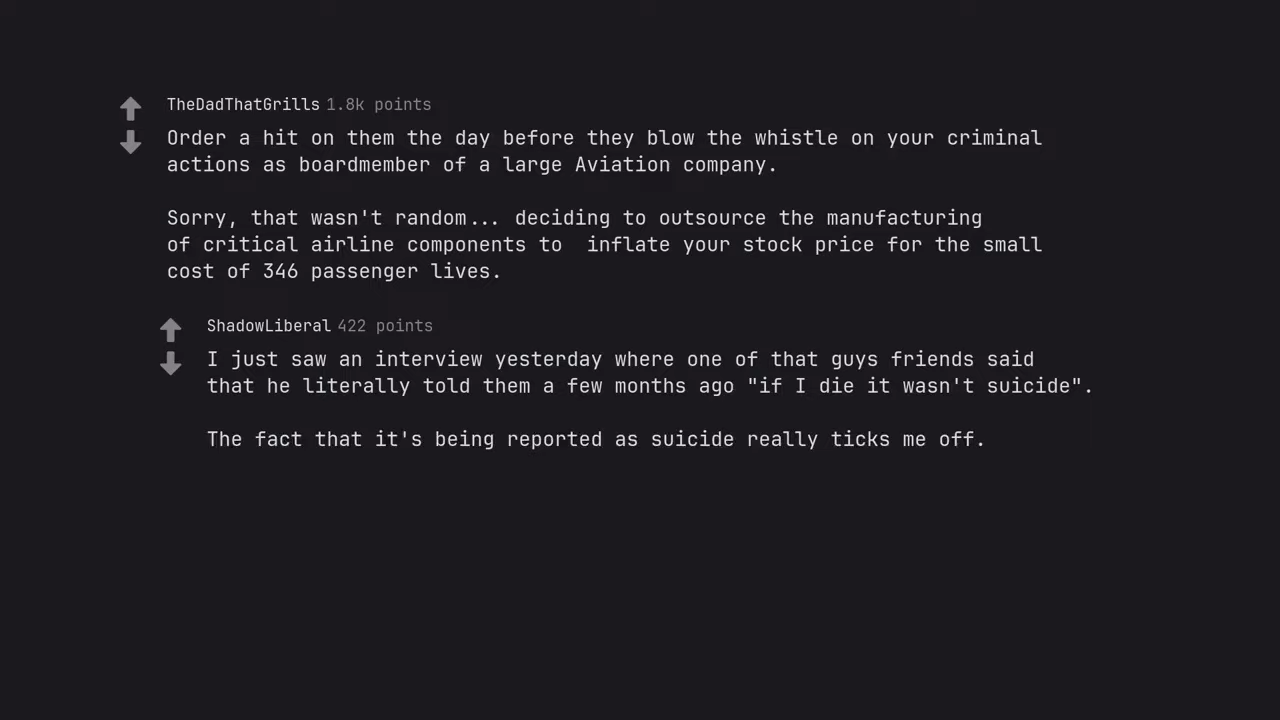 TheDadThatGrills 1.8k points
Order a hit on them the day before they blow the whistle on your criminal
actions as boardmember of a large Aviation company.
Sorry, that wasn't random... deciding to outsource the manufacturing
of critical airline components to  inflate your stock price for the small
cost of 346 passenger lives.
ShadowLiberal 422 points
I just saw an interview yesterday where one of that guys friends said
that he literally told them a few months ago "if I die it wasn't suicide".
The fact that it's being reported as suicide really ticks me off.